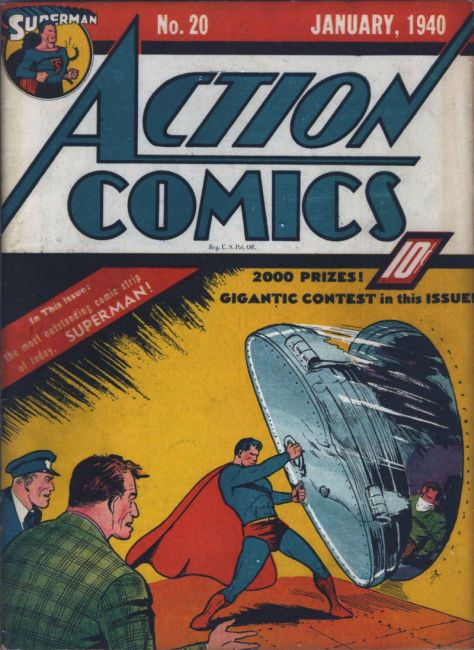 SUPERMAN
No. 20
JANUARY, 1940
ACTION
COMICS
Reg. U. S. Pat. Off.
10¢
2000 PRIZES!
GIGANTIC CONTEST in this ISSUE!
In This Issue:
the most outstanding comic strip
of today, SUPERMAN!